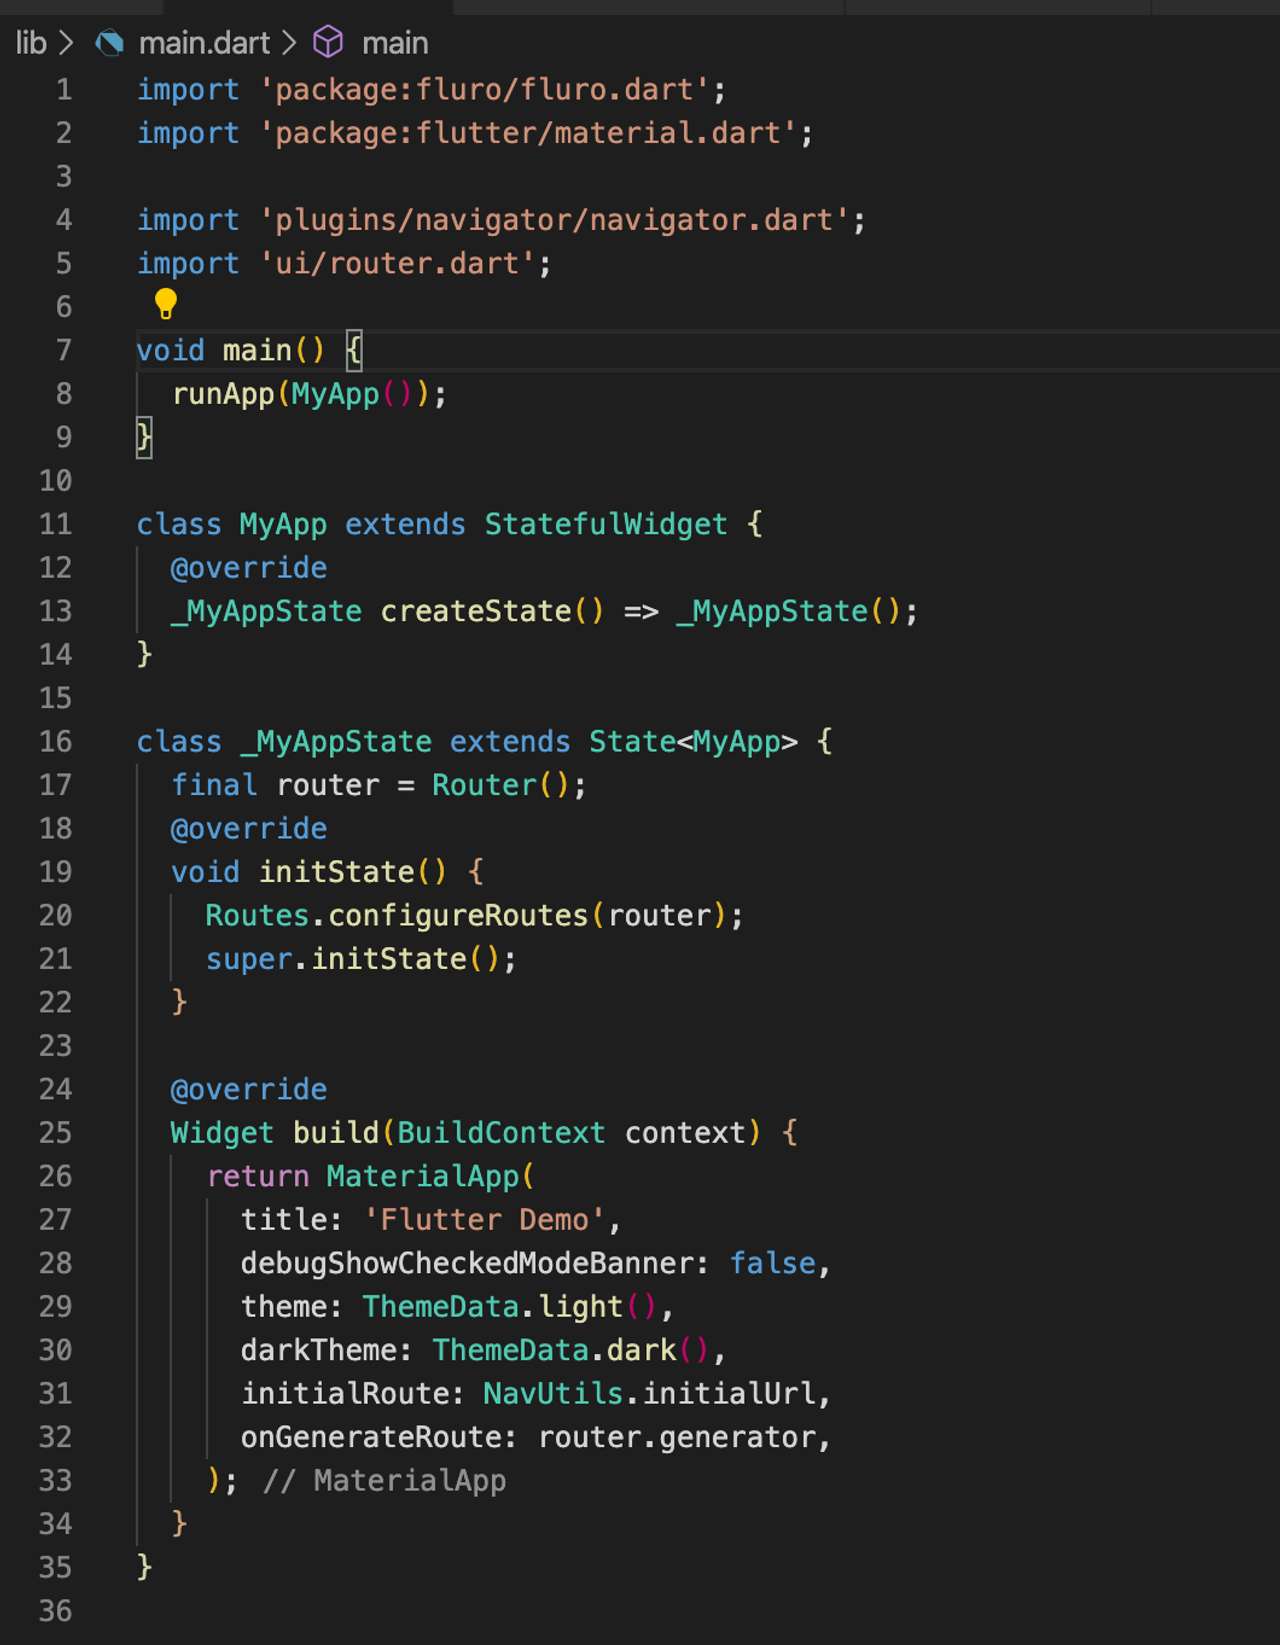 lib > main.dart > main
1 import 'package:fluro/fluro.dart';
2 import 'package:flutter/material.dart';
3
4 import 'plugins/navigator/navigator.dart';
5 import 'ui/router.dart';
6
7 void main() {
8   runApp(MyApp());
9 }
10
11 class MyApp extends StatefulWidget {
12   @override
13   _MyAppState createState() => _MyAppState();
14 }
15
16 class _MyAppState extends State<MyApp> {
17   final router = Router();
18   @override
19   void initState() {
20     Routes.configureRoutes(router);
21     super.initState();
22   }
23
24   @override
25   Widget build(BuildContext context) {
26     return MaterialApp(
27       title: 'Flutter Demo',
28       debugShowCheckedModeBanner: false,
29       theme: ThemeData.light(),
30       darkTheme: ThemeData.dark(),
31       initialRoute: NavUtils.initialUrl,
32       onGenerateRoute: router.generator,
33     ); // MaterialApp
34   }
35 }
36